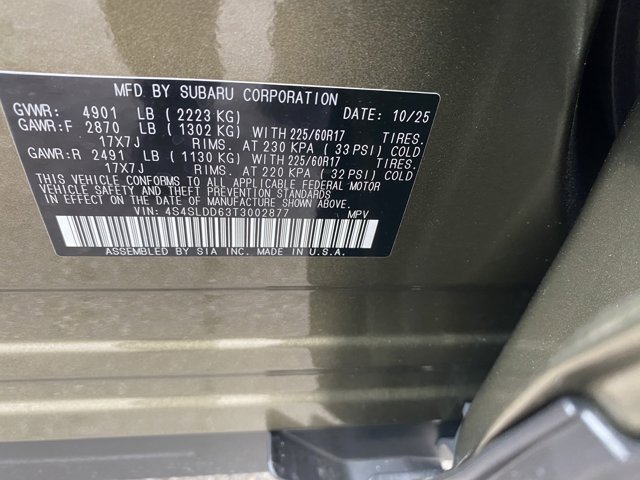 MFD BY SUBARU CORPORATION
GVWR: 4901 LB (2223 KG) DATE: 10/25
GAWR:F 2870 LB (1302 KG) WITH 225/60R17 TIRES.
17X7J RIMS. AT 230 KPA (33 PSI) COLD
GAWR:R 2491 LB (1130 KG) WITH 225/60R17 TIRES.
17X7J RIMS. AT 220 KPA (32 PSI) COLD
THIS VEHICLE CONFORMS TO ALL APPLICABLE FEDERAL MOTOR
VEHICLE SAFETY, AND THEFT PREVENTION STANDARDS
IN EFFECT ON THE DATE OF MANUFACTURE SHOWN ABOVE.
VIN: 4S4SLDD63T3002877 MPV
ASSEMBLED BY SIA INC. MADE IN U.S.A.